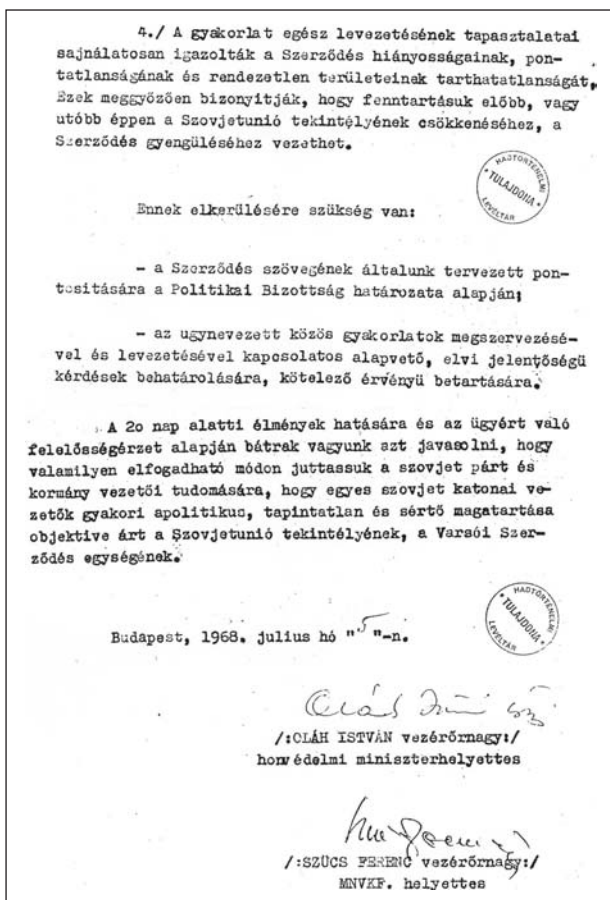 4./ A gyakorlat egész levezetésének tapasztalatai
sajnálatosan igazolták a Szerződés hiányosságainak, pon-
tatlanságának és rendezetlen területeinek tarthatatlanságát.
Ezek meggyőzően bizonyitják, hogy fenntartásuk előbb, vagy
utóbb éppen a Szovjetunió tekintélyének csökkenéséhez, a
Szerződés gyengüléséhez vezethet.
HADTÖRTÉNELMI
* TULAJDONA *
LEVÉLTÁR
Ennek elkerülésére szükség van:
- a Szerződés szövegének általunk tervezett pon-
tositására a Politikai Bizottság határozata alapján;
- az ugynevezett közös gyakorlatok megszervezésé-
vel és levezetésével kapcsolatos alapvető, elvi jelentőségü
kérdések behatárolására, kötelező érvényü betartására.
A 2o nap alatti élmények hatására és az ügyért való
felelősségérzet alapján bátrak vagyunk azt javasolni, hogy
valamilyen elfogadható módon juttassuk a szovjet párt és
kormány vezetői tudomására, hogy egyes szovjet katonai ve-
zetők gyakori apolitikus, tapintatlan és sértő magatartása
objektive árt a Szovjetunió tekintélyének, a Varsói Szer-
ződés egységének.
HADTÖRTÉNELMI
* TULAJDONA *
LEVÉLTÁR
Budapest, 1968. július hó "5"-n.
/:OLÁH ISTVÁN vezérőrnagy:/
honvédelmi miniszterhelyettes
/:SZÜCS FERENC vezérőrnagy:/
MNVKF. helyettes